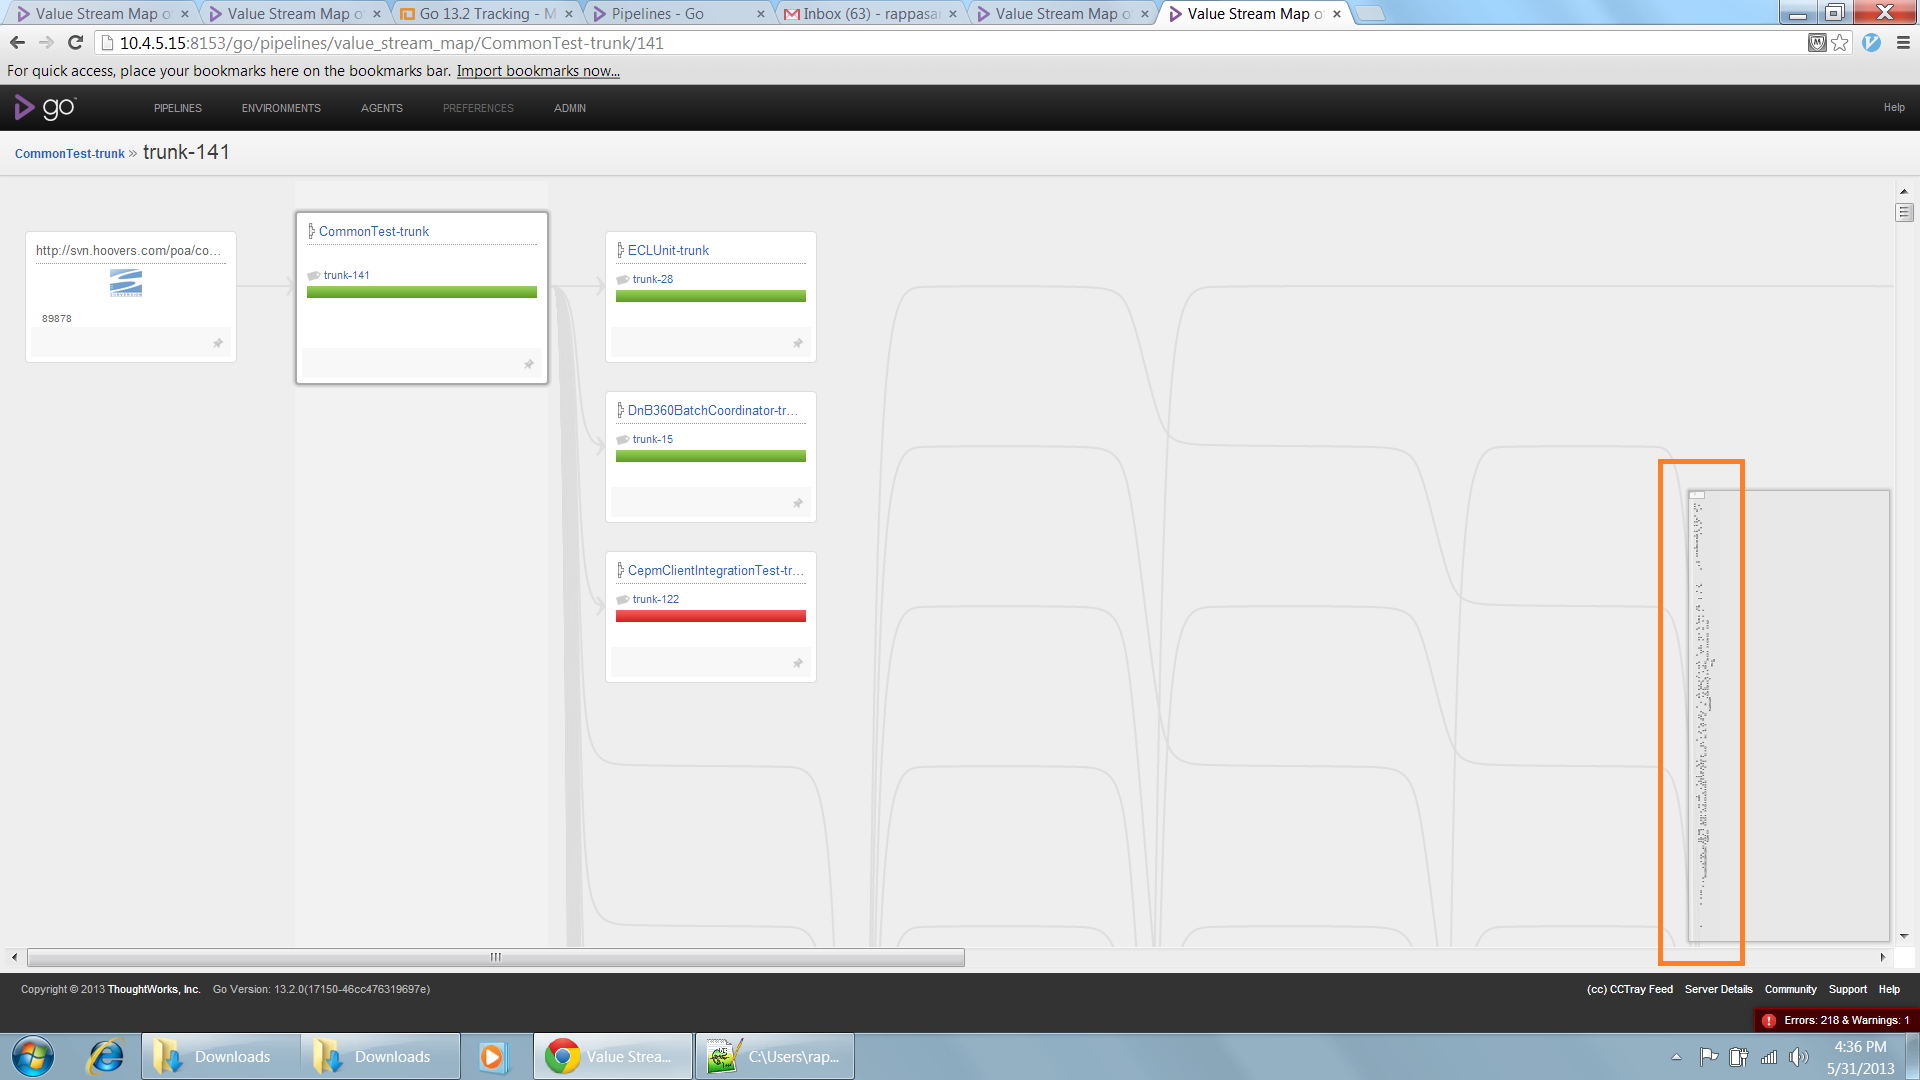 Value Stream Map o
Value Stream Map o
Go 13.2 Tracking - M
Pipelines - Go
Inbox (63) - rappasa
Value Stream Map o
Value Stream Map o
10.4.5.15:8153/go/pipelines/value_stream_map/CommonTest-trunk/141
For quick access, place your bookmarks here on the bookmarks bar. Import bookmarks now...
go
PIPELINES
ENVIRONMENTS
AGENTS
PREFERENCES
ADMIN
Help
CommonTest-trunk » trunk-141
http://svn.hoovers.com/poa/co...
SUBVERSION
89878
CommonTest-trunk
trunk-141
ECLUnit-trunk
trunk-28
DnB360BatchCoordinator-tr...
trunk-15
CepmClientIntegrationTest-tr...
trunk-122
Copyright © 2013 ThoughtWorks, Inc. Go Version: 13.2.0(17150-46cc476319697e)
(cc) CCTray Feed
Server Details
Community
Support
Help
Errors: 218 & Warnings: 1
Downloads
Downloads
Value Strea...
C:\Users\rap...
4:36 PM
5/31/2013